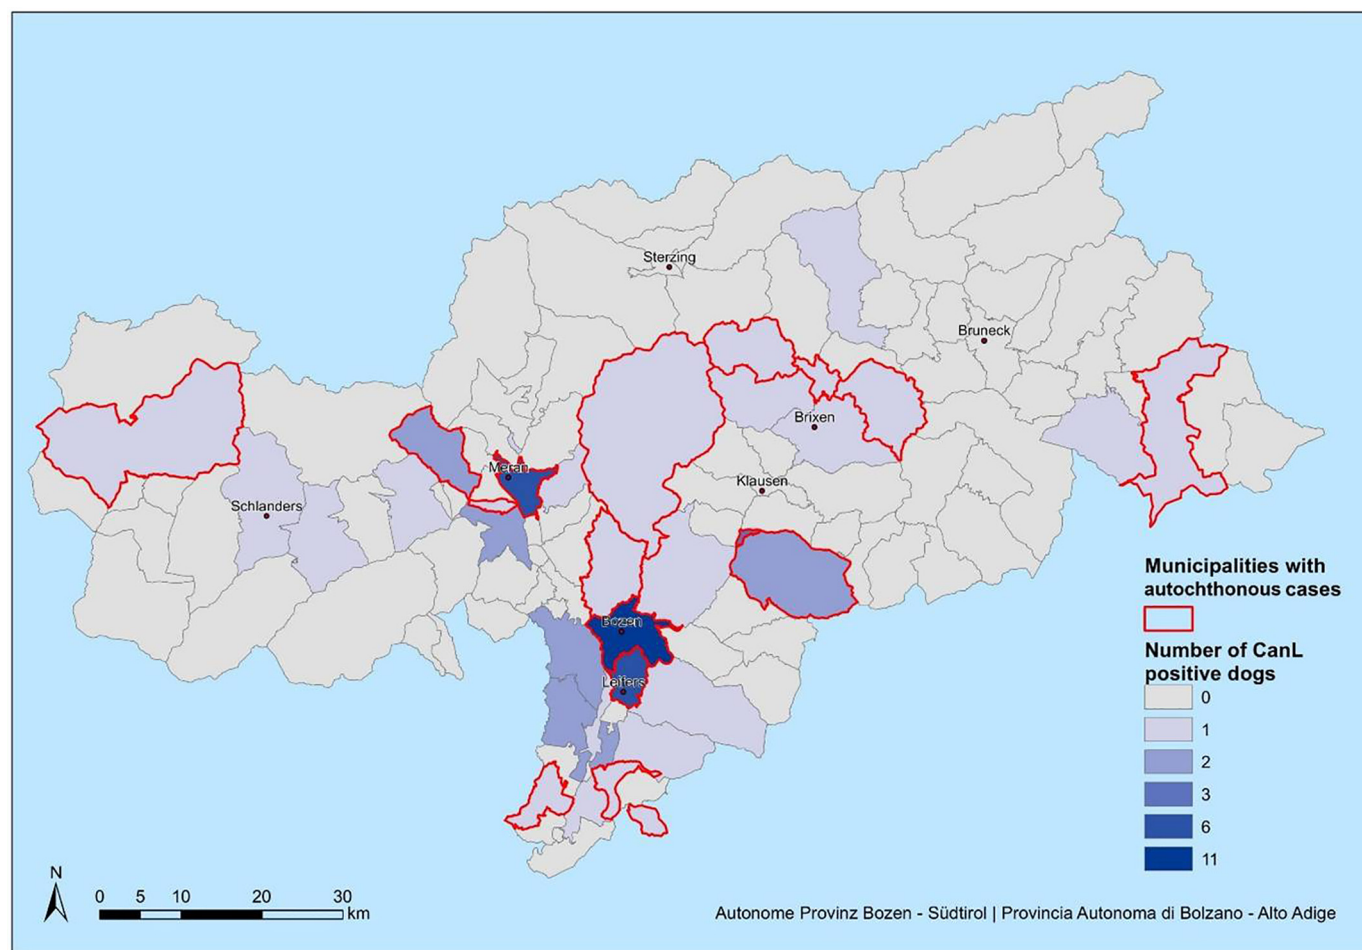 Sterzing
Bruneck
Brixen
Meran
Klausen
Schlanders
Bozen
Leifers
Municipalities with
autochthonous cases
Number of CanL
positive dogs
0
1
2
3
6
11
N
0 5 10 20 30
km
Autonome Provinz Bozen - Südtirol | Provincia Autonoma di Bolzano - Alto Adige